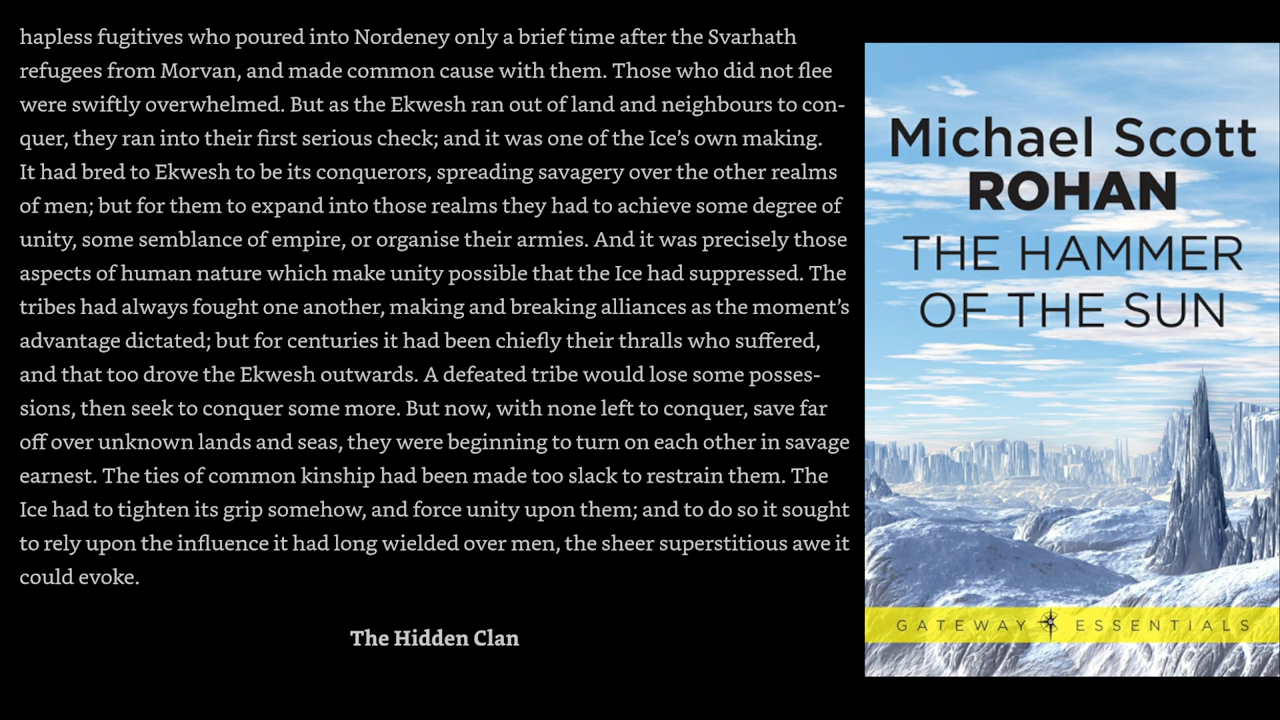 hapless fugitives who poured into Nordeney only a brief time after the Svarhath
refugees from Morvan, and made common cause with them. Those who did not flee
were swiftly overwhelmed. But as the Ekwesh ran out of land and neighbours to con-
quer, they ran into their first serious check; and it was one of the Ice’s own making.
It had bred to Ekwesh to be its conquerors, spreading savagery over the other realms
of men; but for them to expand into those realms they had to achieve some degree of
unity, some semblance of empire, or organise their armies. And it was precisely those
aspects of human nature which make unity possible that the Ice had suppressed. The
tribes had always fought one another, making and breaking alliances as the moment’s
advantage dictated; but for centuries it had been chiefly their thralls who suffered,
and that too drove the Ekwesh outwards. A defeated tribe would lose some posses-
sions, then seek to conquer some more. But now, with none left to conquer, save far
off over unknown lands and seas, they were beginning to turn on each other in savage
earnest. The ties of common kinship had been made too slack to restrain them. The
Ice had to tighten its grip somehow, and force unity upon them; and to do so it sought
to rely upon the influence it had long wielded over men, the sheer superstitious awe it
could evoke.
The Hidden Clan
Michael Scott
ROHAN
THE HAMMER
OF THE SUN
GATEWAY ESSENTIALS